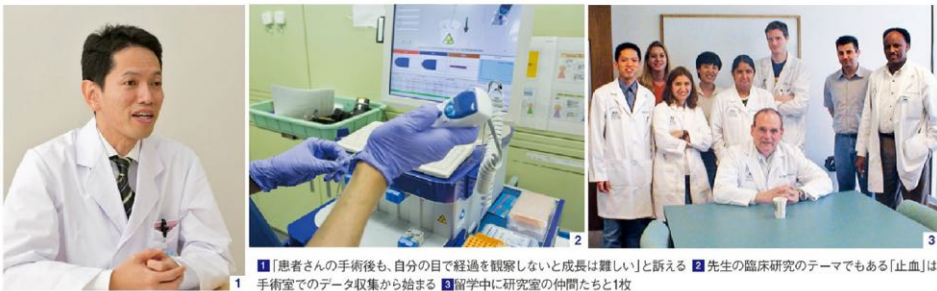 1
2
3
1「患者さんの手術後も、自分の目で経過を観察しないと成長は難しい」と訴える 2 先生の臨床研究のテーマでもある「止血」は
手術室でのデータ収集から始まる 3 留学中に研究室の仲間たちと1枚